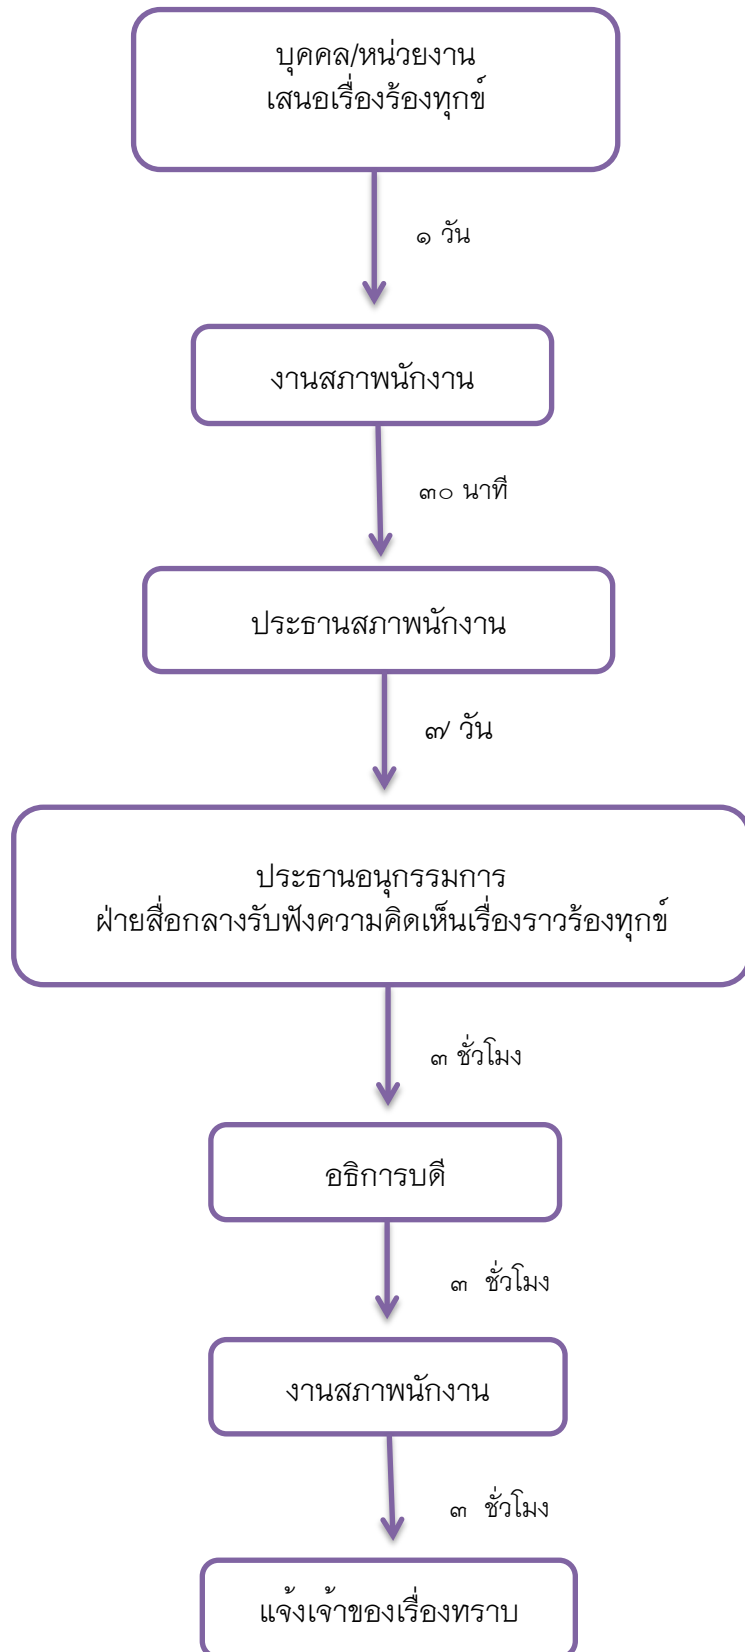 บุคคล/หน่วยงาน
เสนอเรื่องร้องทุกข์
๑ วัน
งานสภาพนักงาน
๓๐ นาที
ประธานสภาพนักงาน
๗ วัน
ประธานอนุกรรมการ
ฝ่ายสื่อกลางรับฟังความคิดเห็นเรื่องราวร้องทุกข์
๓ ชั่วโมง
อธิการบดี
๓ ชั่วโมง
งานสภาพนักงาน
๓ ชั่วโมง
แจ้งเจ้าของเรื่องทราบ